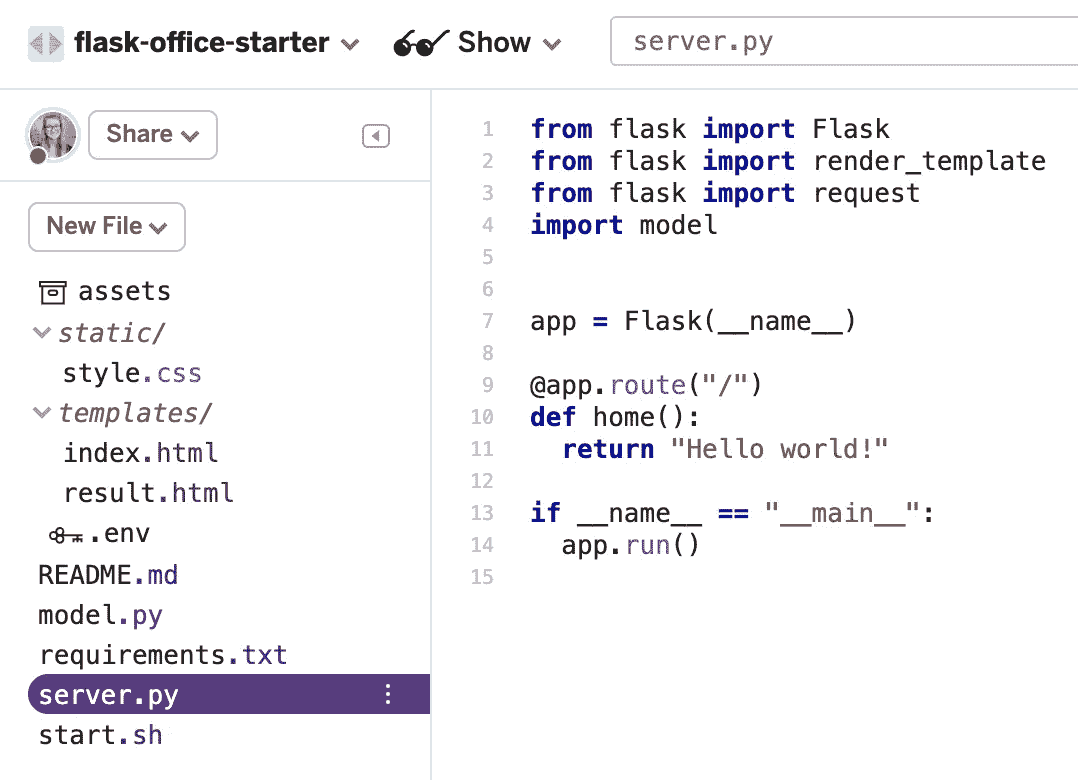 flask-office-starter Show server.py
Share
New File
assets
static/
style.css
templates/
index.html
result.html
.env
README.md
model.py
requirements.txt
server.py
start.sh
1 from flask import Flask
2 from flask import render_template
3 from flask import request
4 import model
5
6
7 app = Flask(__name__)
8
9 @app.route("/")
10 def home():
11   return "Hello world!"
12
13 if __name__ == "__main__":
14   app.run()
15